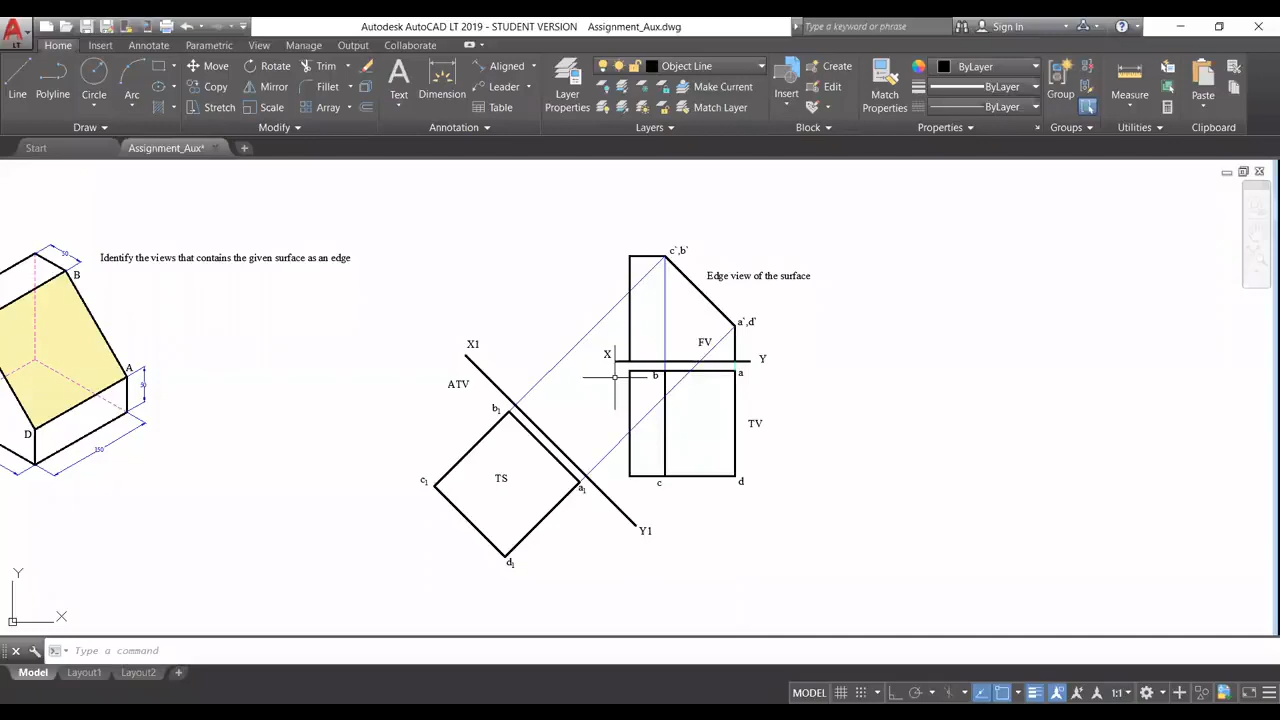 Autodesk AutoCAD LT 2019 - STUDENT VERSION Assignment_Aux.dwg
Type a keyword or phrase
Sign In
A
LT
Home Insert Annotate Parametric View Manage Output Collaborate
Line
Polyline
Circle
Arc
Move Rotate Trim
Copy Mirror Fillet
Stretch Scale Array
Text
Dimension
Aligned
Leader
Table
Layer Properties
Object Line
Make Current
Match Layer
Insert
Create
Edit
Match Properties
ByLayer
ByLayer
ByLayer
Group
Measure
Paste
Draw Modify Annotation Layers Block Properties Groups Utilities Clipboard
Start Assignment_Aux*
Identify the views that contains the given surface as an edge
B
A
D
50
150
c`,b`
Edge view of the surface
a`,d`
FV
X
Y
b
a
TV
c
d
X1
ATV
b1
c1
TS
a1
d1
Y1
Y
X
Type a command
Model Layout1 Layout2
MODEL
1:1